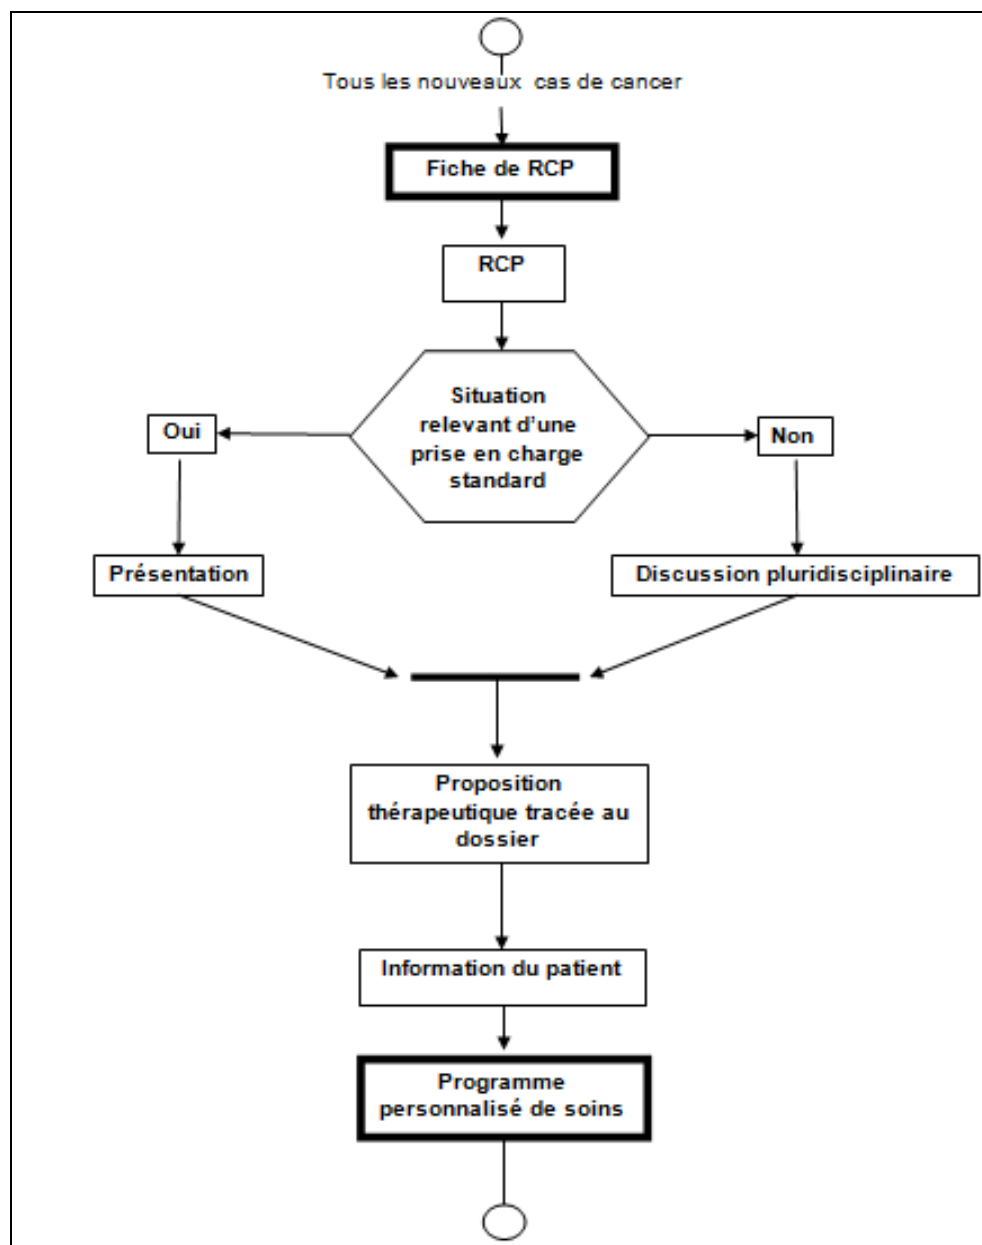 Tous les nouveaux cas de cancer
Fiche de RCP
RCP
Situation
relevant d'une
prise en charge
standard
Oui
Non
Présentation
Discussion pluridisciplinaire
Proposition
thérapeutique tracée au
dossier
Information du patient
Programme
personnalisé de soins